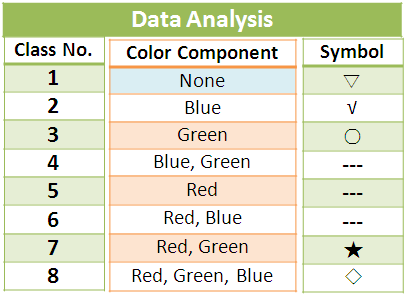 Data Analysis
Class No. Color Component Symbol
1 None ▽
2 Blue √
3 Green ○
4 Blue, Green ---
5 Red ---
6 Red, Blue ---
7 Red, Green ★
8 Red, Green, Blue ◇